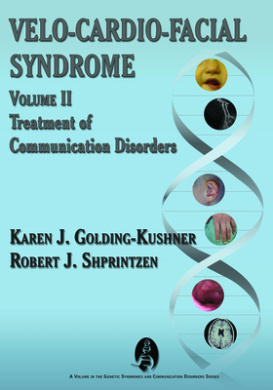 VELO-CARDIO-FACIAL
SYNDROME
VOLUME II
Treatment of
Communication Disorders
KAREN J. GOLDING-KUSHNER
ROBERT J. SHPRINTZEN
A VOLUME IN THE GENETIC SYNDROMES AND COMMUNICATION DISORDERS SERIES